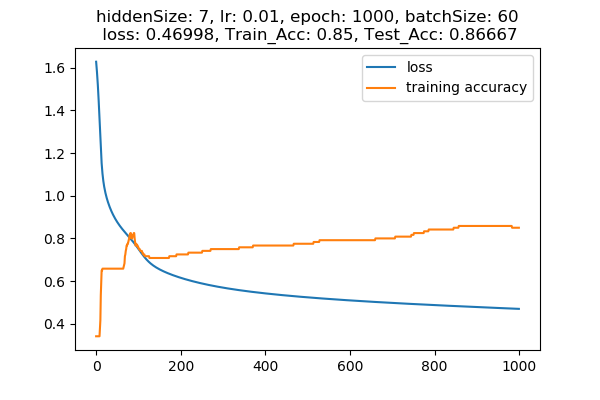 hiddenSize: 7, lr: 0.01, epoch: 1000, batchSize: 60
loss: 0.46998, Train_Acc: 0.85, Test_Acc: 0.86667
loss
training accuracy
1.6
1.4
1.2
1.0
0.8
0.6
0.4
0 200 400 600 800 1000